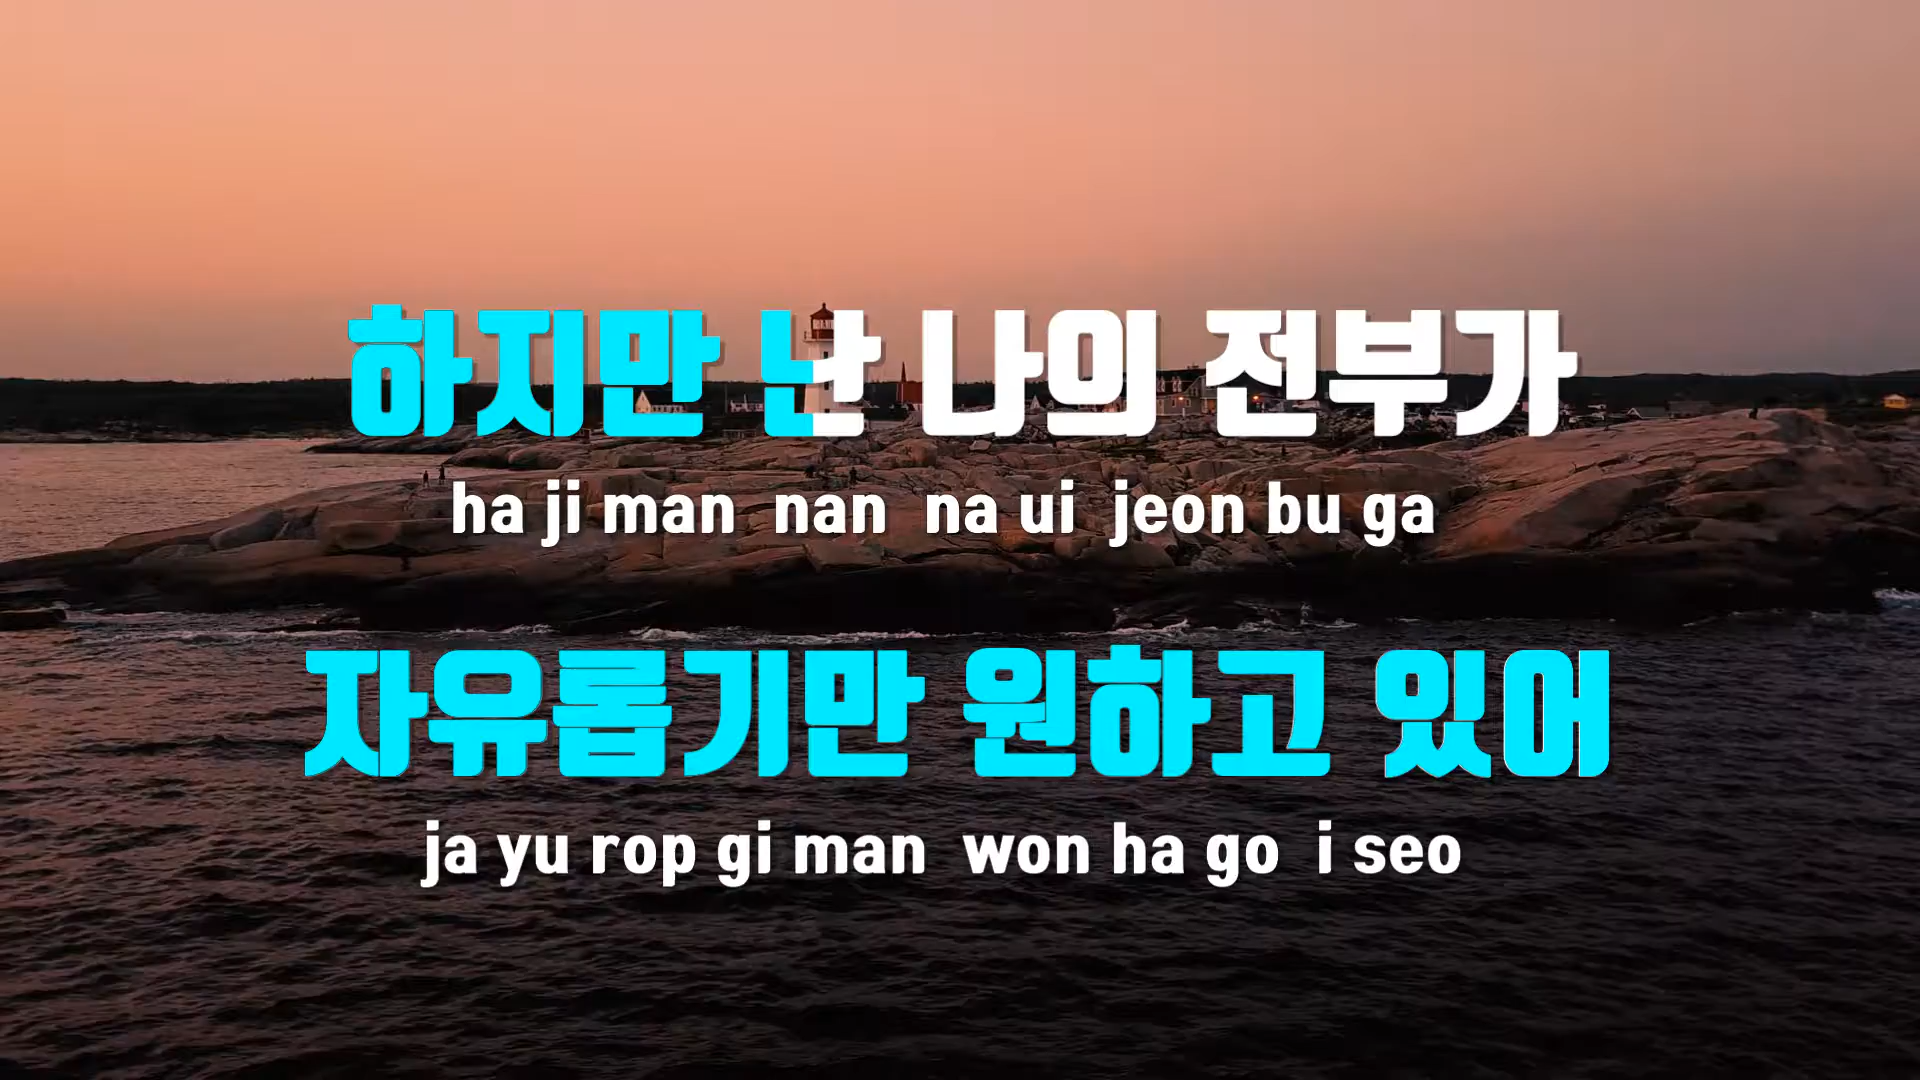 하지만 난 나의 전부가
ha ji man nan na ui jeon bu ga
자유롭기만 원하고 있어
ja yu rop gi man won ha go i seo